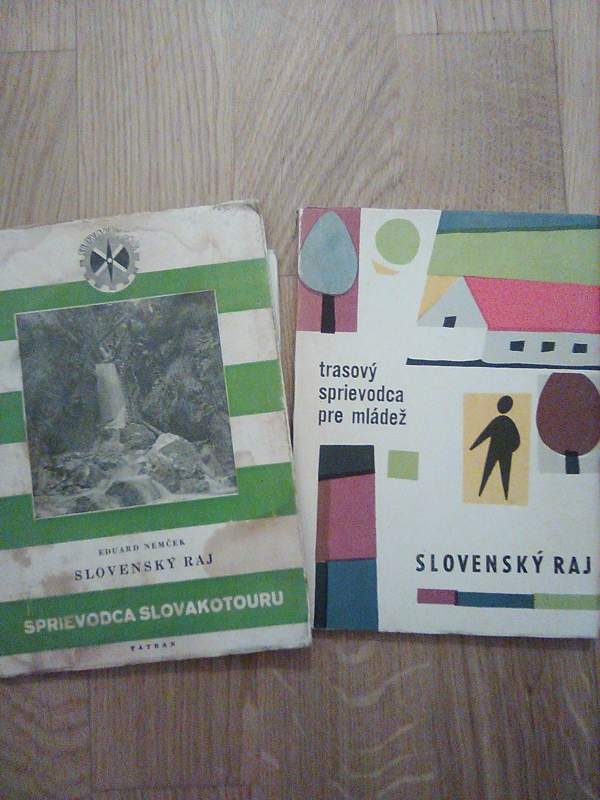 EDUARD NEMČEK
SLOVENSKÝ RAJ
SPRIEVODCA SLOVAKOTOURU
TATRAN
trasový
sprievodca
pre mládež
SLOVENSKÝ RAJ